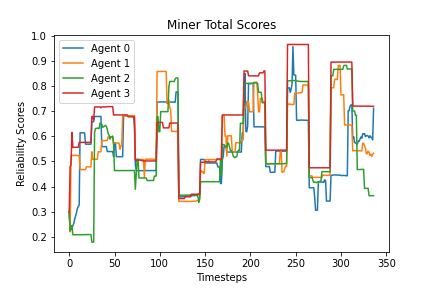 Miner Total Scores
Reliability Scores
1.0
0.9
0.8
0.7
0.6
0.5
0.4
0.3
0.2
Agent 0
Agent 1
Agent 2
Agent 3
0 50 100 150 200 250 300 350
Timesteps